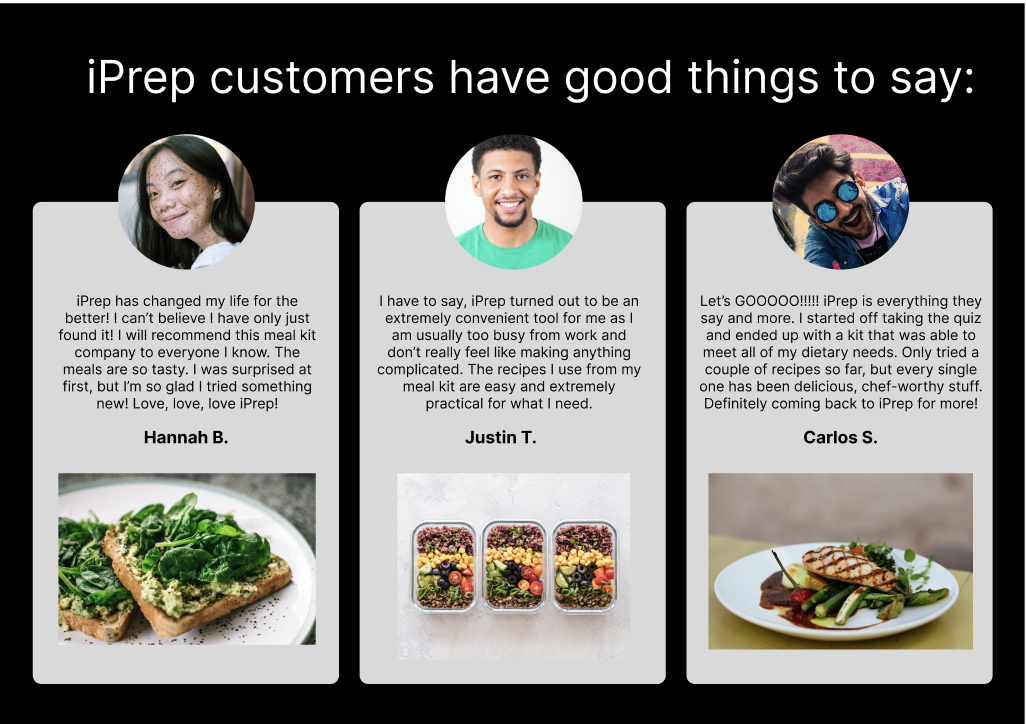 iPrep customers have good things to say:
iPrep has changed my life for the
better! I can’t believe I have only just
found it! I will recommend this meal kit
company to everyone I know. The
meals are so tasty. I was surprised at
first, but I’m so glad I tried something
new! Love, love, love iPrep!
Hannah B.
I have to say, iPrep turned out to be an
extremely convenient tool for me as I
am usually too busy from work and
don’t really feel like making anything
complicated. The recipes I use from my
meal kit are easy and extremely
practical for what I need.
Justin T.
Let’s GOOOOO!!!!! iPrep is everything they
say and more. I started off taking the quiz
and ended up with a kit that was able to
meet all of my dietary needs. Only tried a
couple of recipes so far, but every single
one has been delicious, chef-worthy stuff.
Definitely coming back to iPrep for more!
Carlos S.